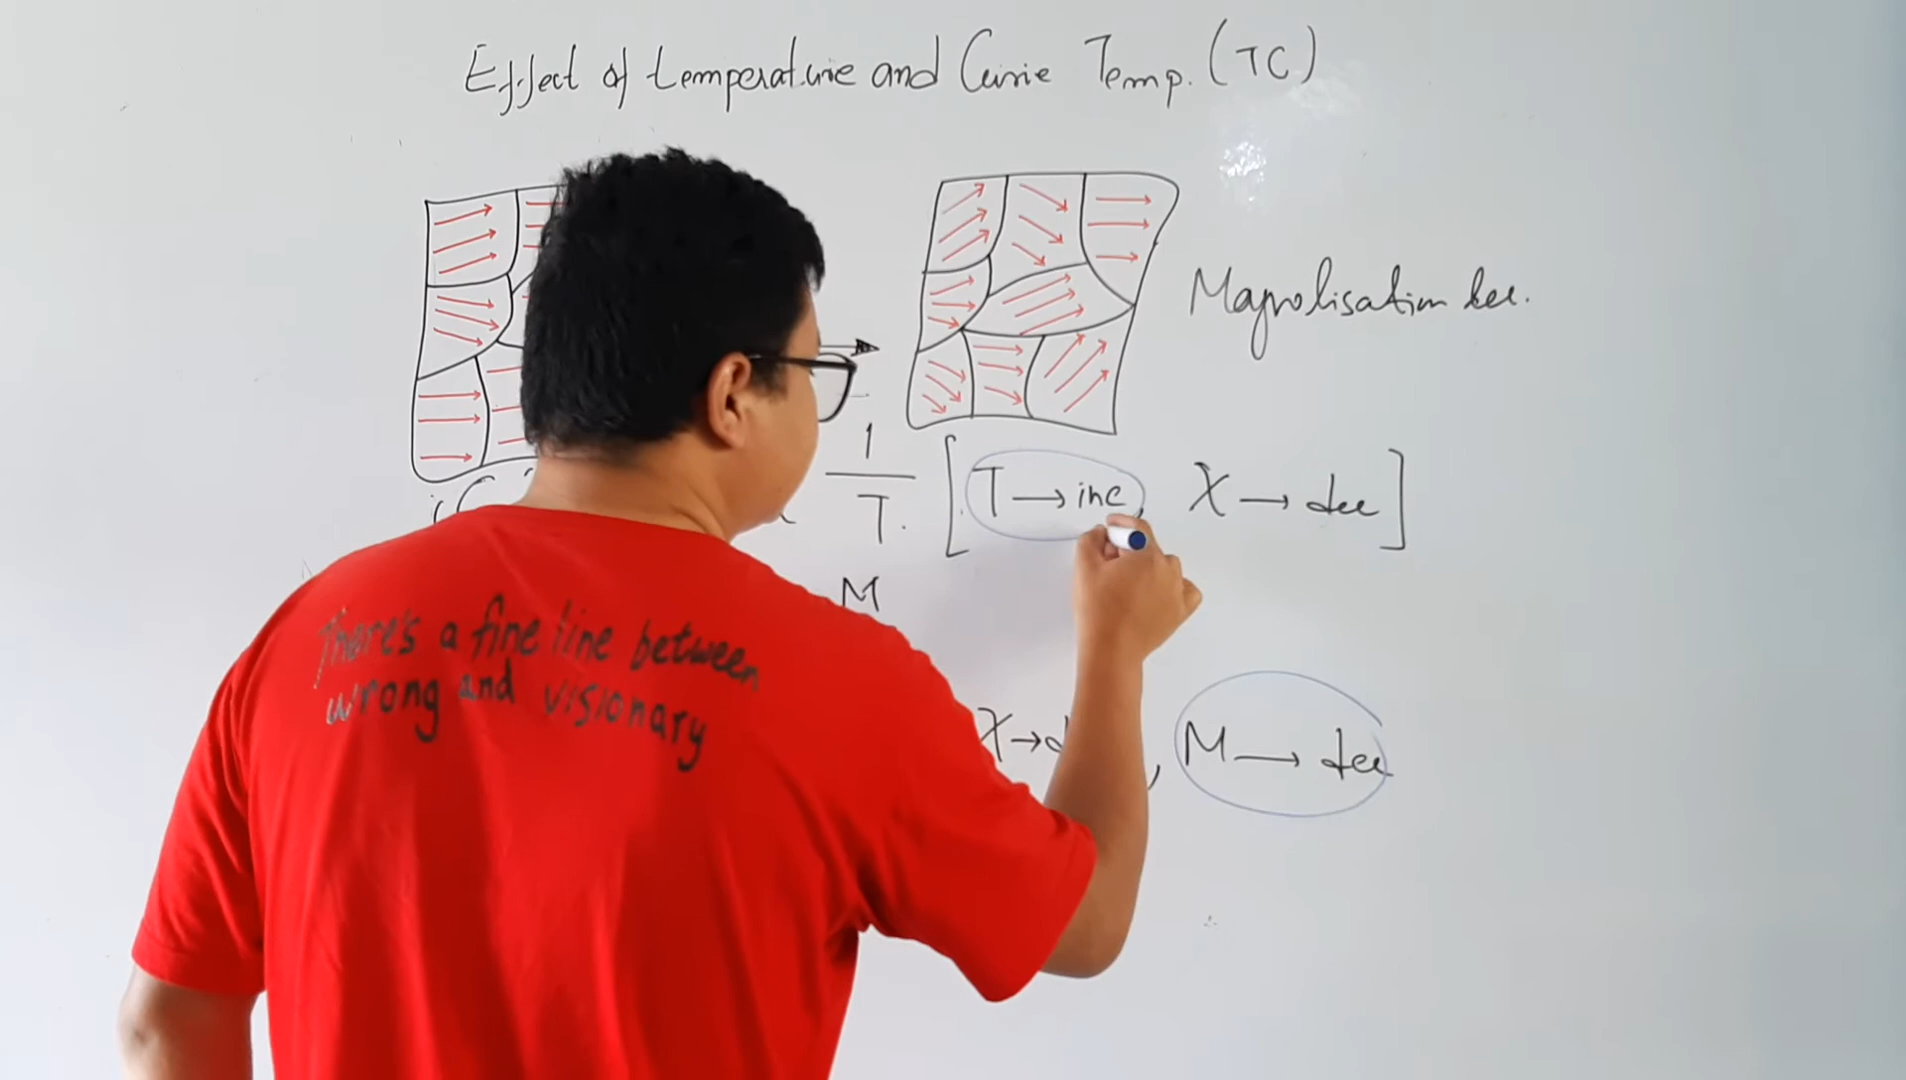 Effect of temperature and Curie Temp. (TC)
Magnetisation dec.
1
T.
[T → inc, X → dec]
M
X → d
, M → dec
There's a fine line between
wrong and visionary